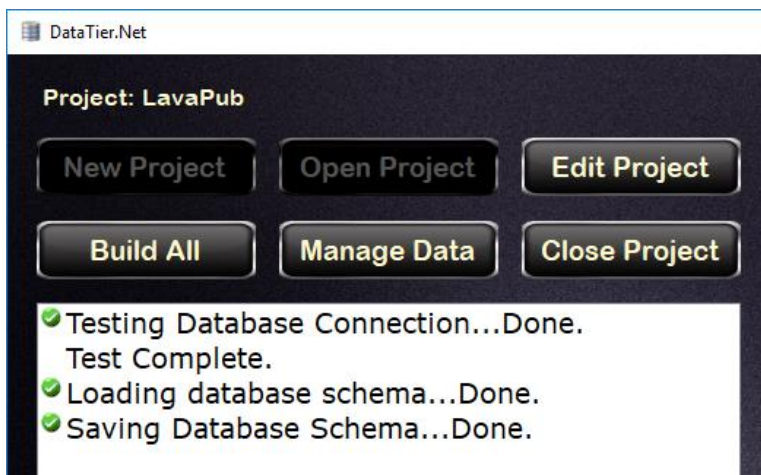 DataTier.Net
Project: LavaPub
New Project Open Project Edit Project
Build All Manage Data Close Project
Testing Database Connection...Done.
Test Complete.
Loading database schema...Done.
Saving Database Schema...Done.